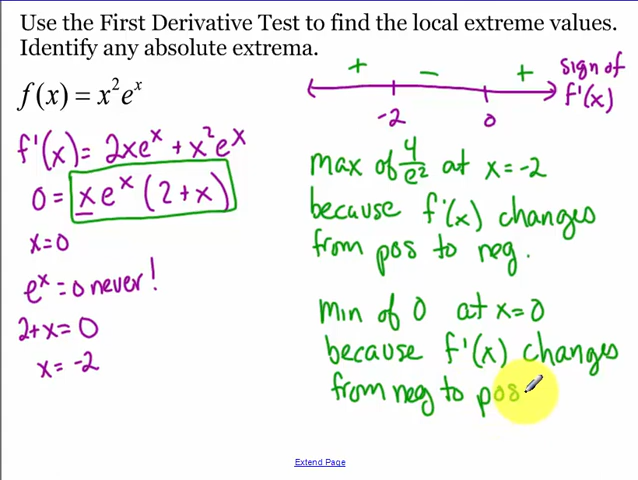 Use the First Derivative Test to find the local extreme values.
Identify any absolute extrema.
f(x) = x²eˣ
f'(x) = 2xeˣ + x²eˣ
0 = xeˣ(2+x)
x=0
eˣ=0 never!
2+x=0
x=-2
+ - +
sign of
f'(x)
-2 0
max of 4/e² at x=-2
because f'(x) changes
from pos to neg.
min of 0 at x=0
because f'(x) changes
from neg to pos
Extend Page